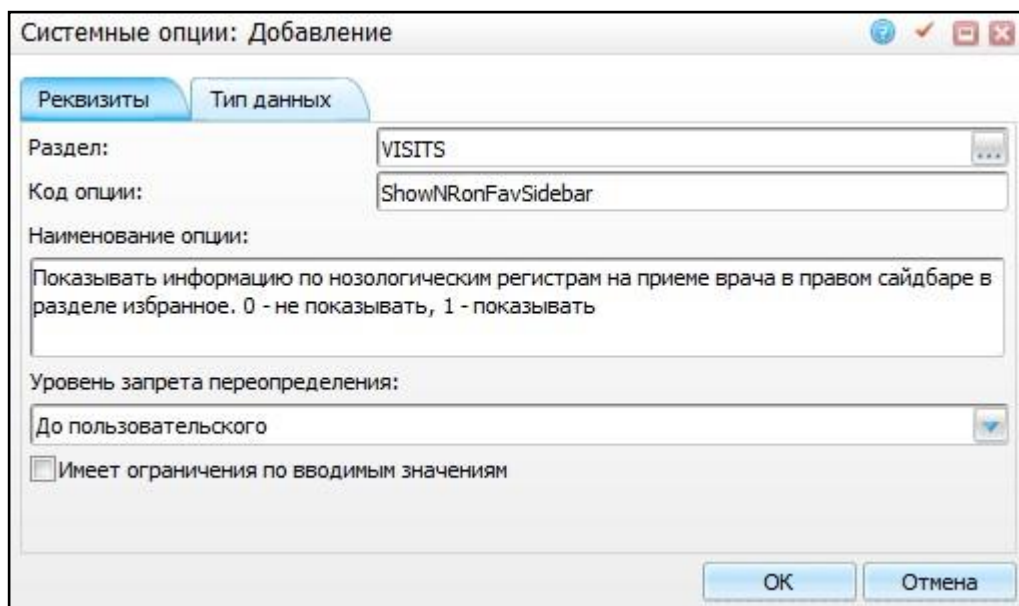 Системные опции: Добавление
Реквизиты Тип данных
Раздел: VISITS ...
Код опции: ShowNRonFavSidebar
Наименование опции:
Показывать информацию по нозологическим регистрам на приеме врача в правом сайдбаре в
разделе избранное. 0 - не показывать, 1 - показывать
Уровень запрета переопределения:
До пользовательского
Имеет ограничения по вводимым значениям
ОК Отмена